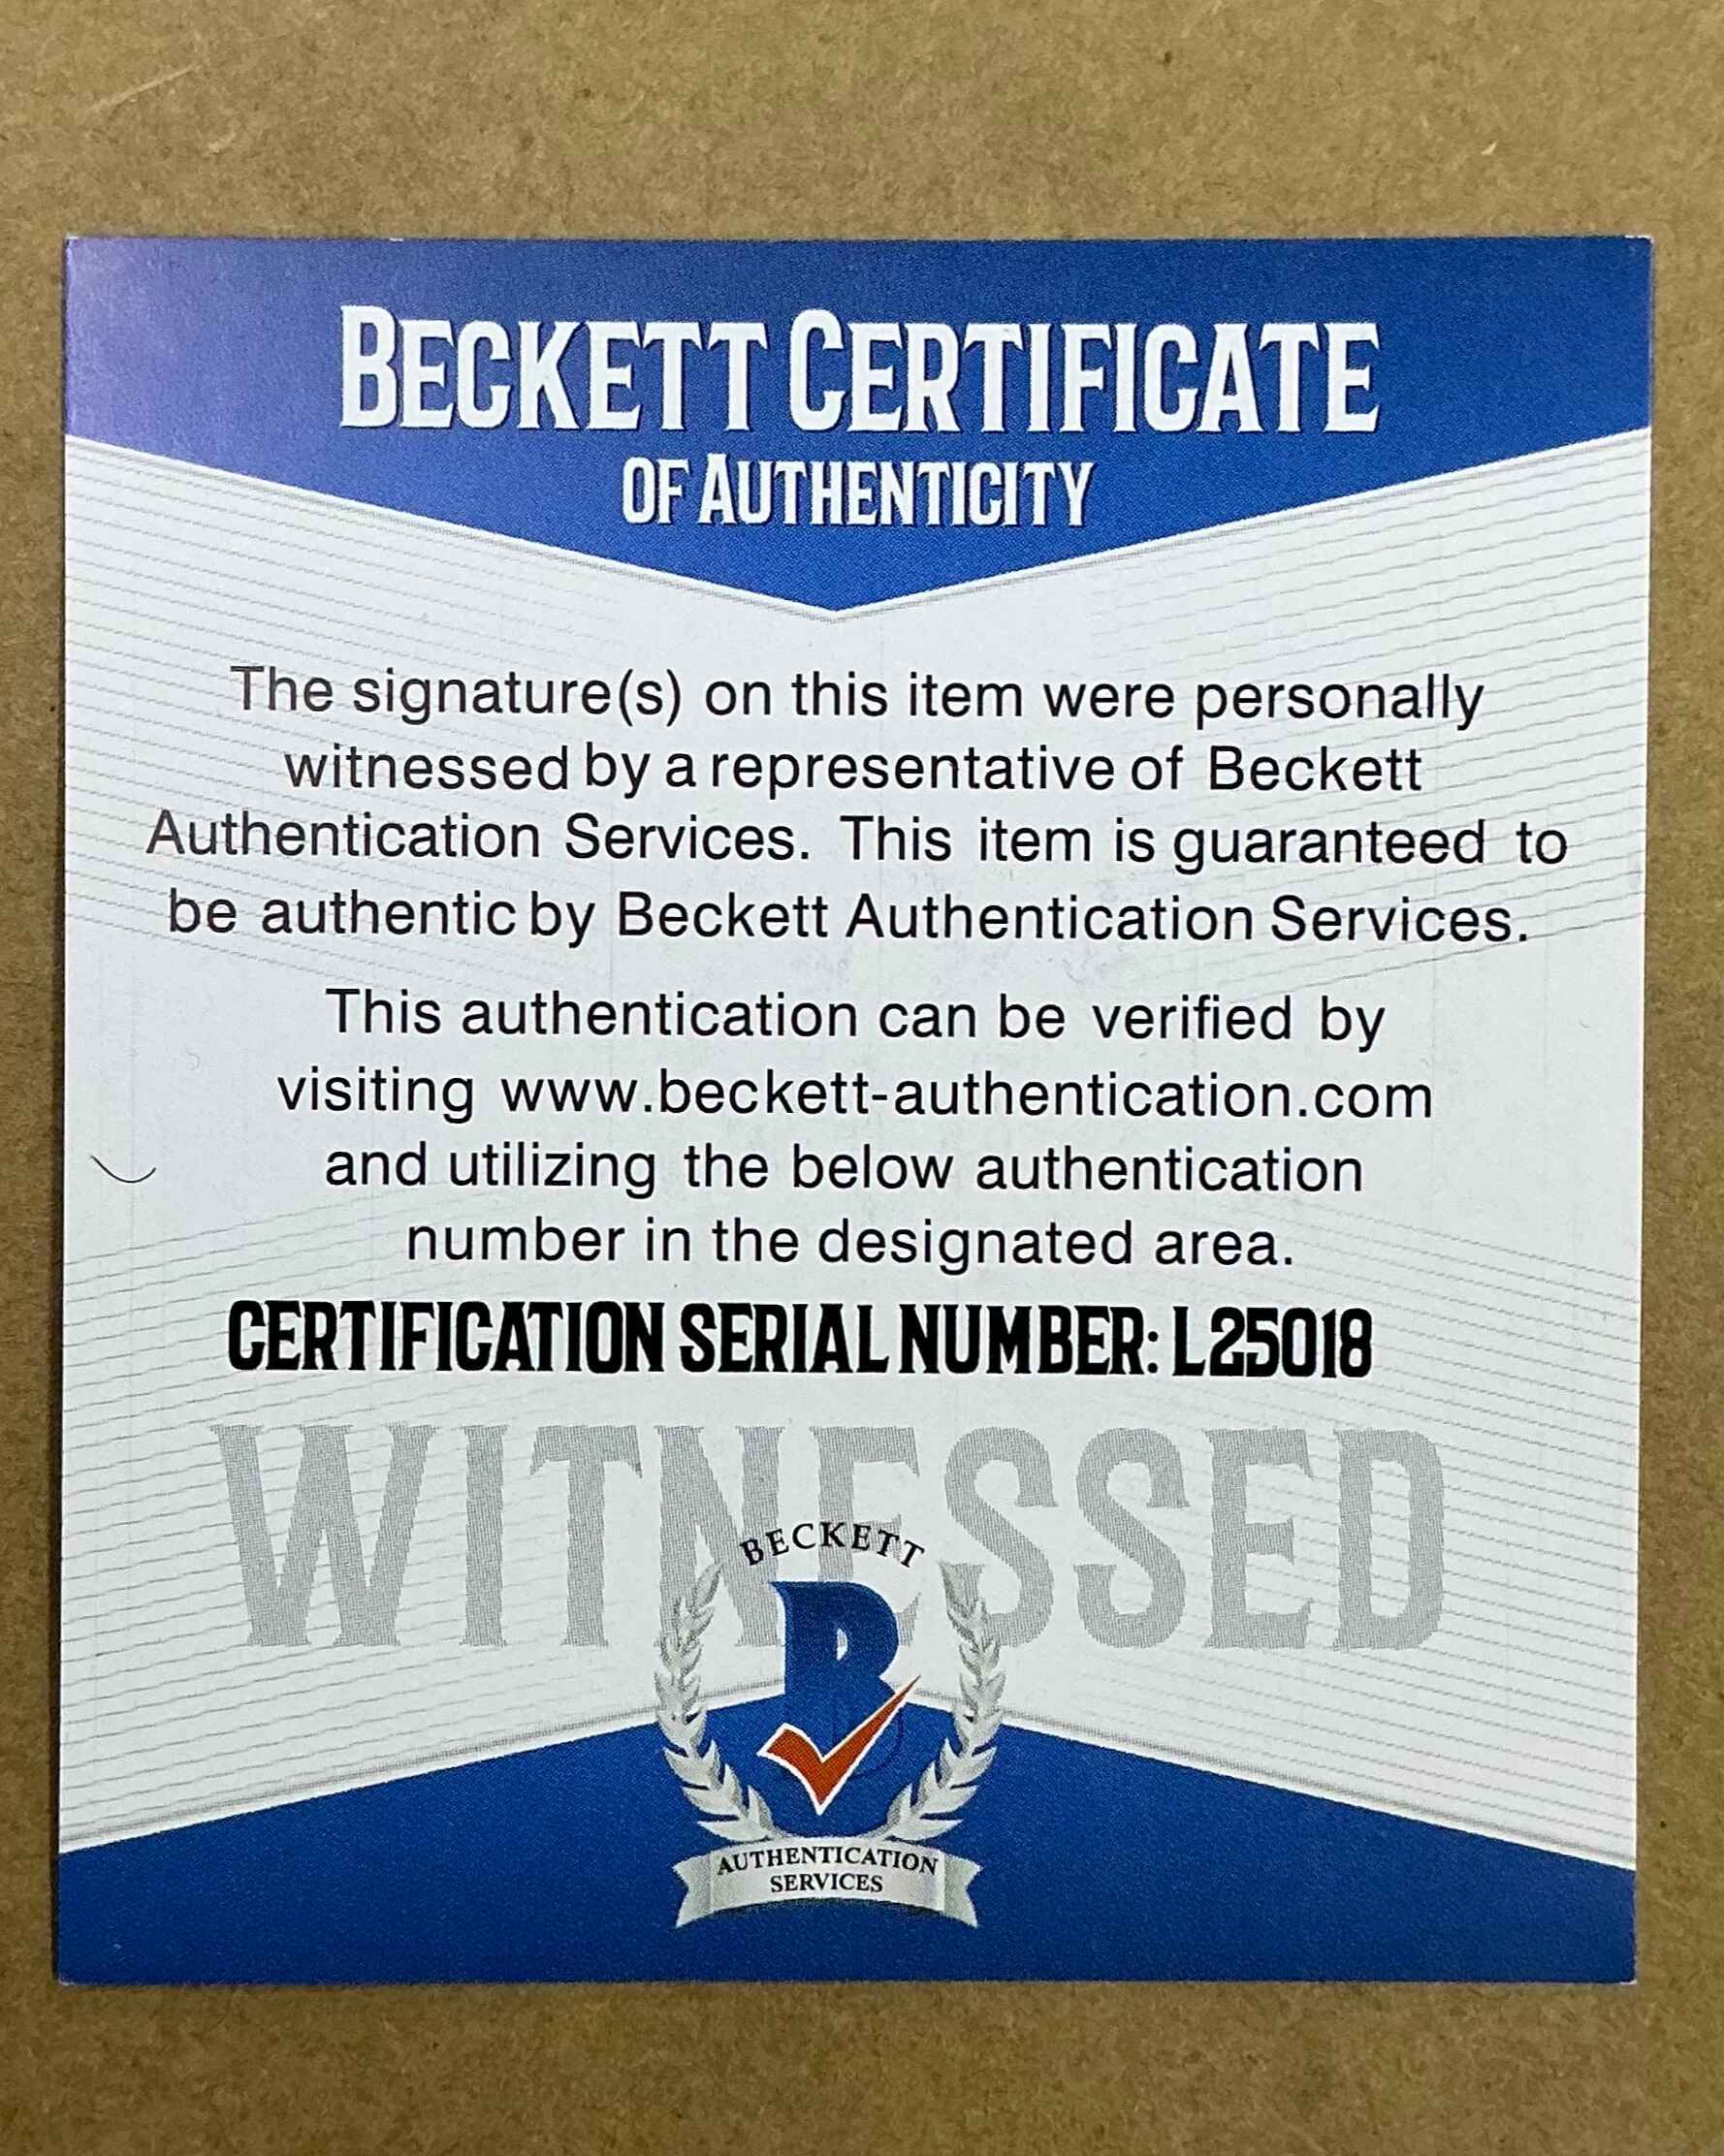 BECKETT CERTIFICATE
OF AUTHENTICITY
The signature(s) on this item were personally
witnessed by a representative of Beckett
Authentication Services. This item is guaranteed to
be authentic by Beckett Authentication Services.
This authentication can be verified by
visiting www.beckett-authentication.com
and utilizing the below authentication
number in the designated area.
CERTIFICATION SERIAL NUMBER: L25018
WITNESSED
BECKETT
B
AUTHENTICATION
SERVICES